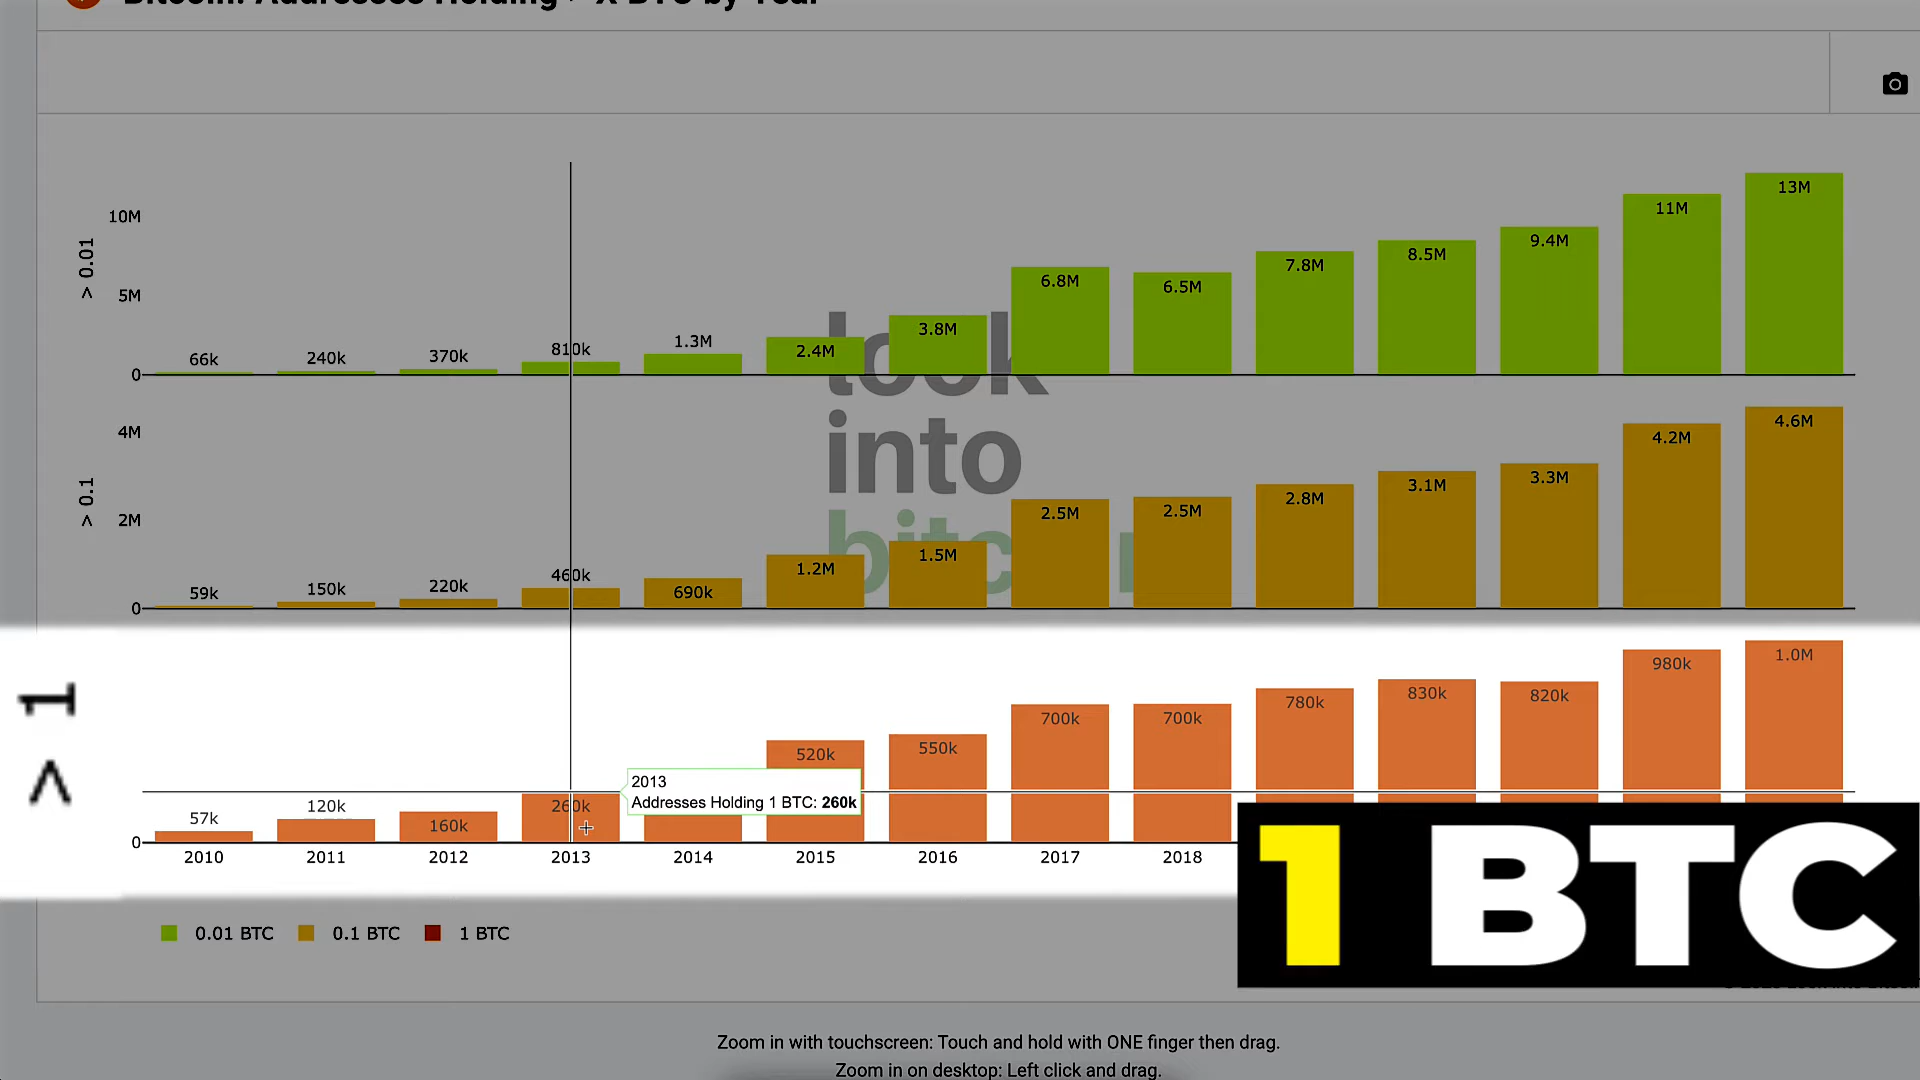 Bitcoin: Addresses Holding > X BTC by Year
13M
10M
11M
> 0.01
9.4M
8.5M
7.8M
6.8M
6.5M
5M
3.8M
2.4M
1.3M
810k
370k
240k
66k
0
look
into
4M
4.6M
4.2M
> 0.1
3.3M
3.1M
2.8M
2.5M
2.5M
2M
1.5M
1.2M
690k
460k
220k
150k
59k
0
> 1
1.0M
980k
820k
830k
780k
700k
700k
550k
520k
2013
Addresses Holding 1 BTC: 260k
260k
160k
120k
57k
0
2010 2011 2012 2013 2014 2015 2016 2017 2018
1 BTC
0.01 BTC 0.1 BTC 1 BTC
Zoom in with touchscreen: Touch and hold with ONE finger then drag.
Zoom in on desktop: Left click and drag.